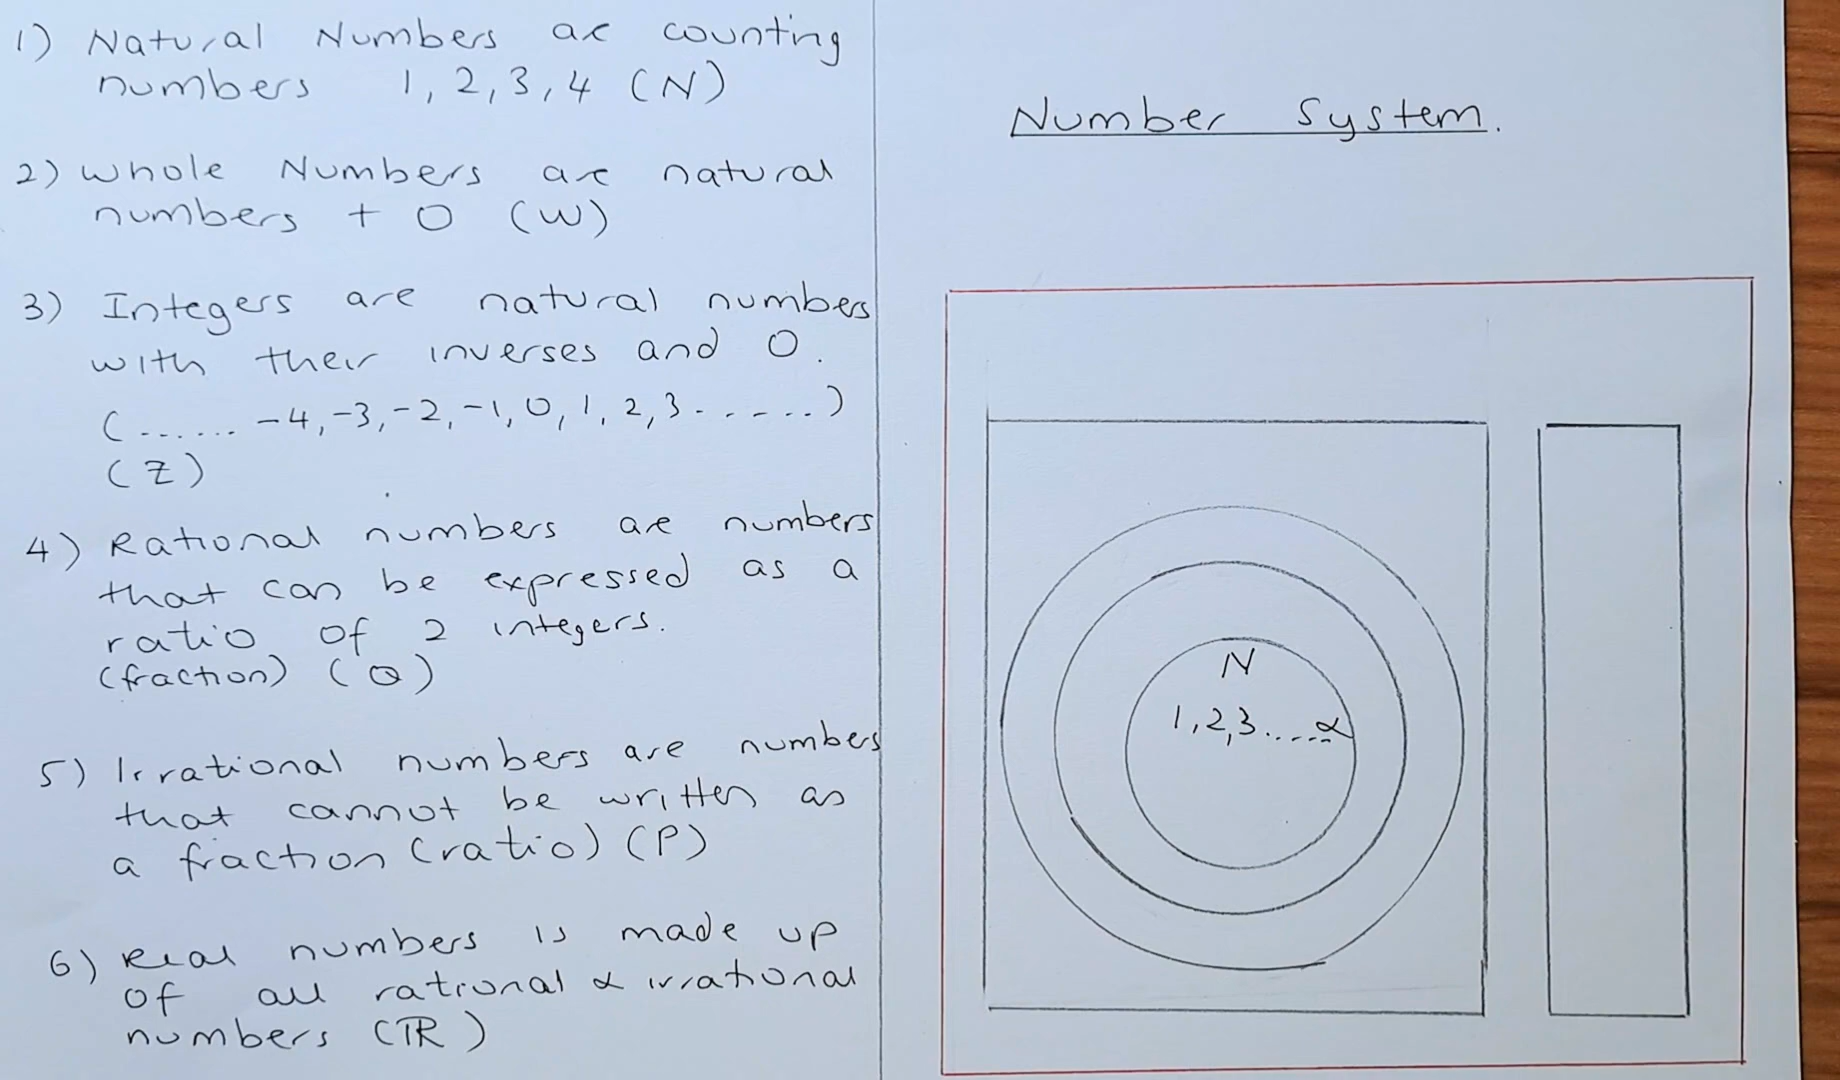 1) Natural Numbers are counting
numbers 1, 2, 3, 4 (N)
2) Whole Numbers are natural
numbers + 0 (W)
3) Integers are natural numbers
with their inverses and 0.
(...... -4, -3, -2, -1, 0, 1, 2, 3 ......)
(Z)
4) Rational numbers are numbers
that can be expressed as a
ratio of 2 integers.
(fraction) (Q)
5) Irrational numbers are numbers
that cannot be written as
a fraction (ratio) (P)
6) Real numbers is made up
of all rational & irrational
numbers (ℝ)
Number System.
N
1, 2, 3.....α